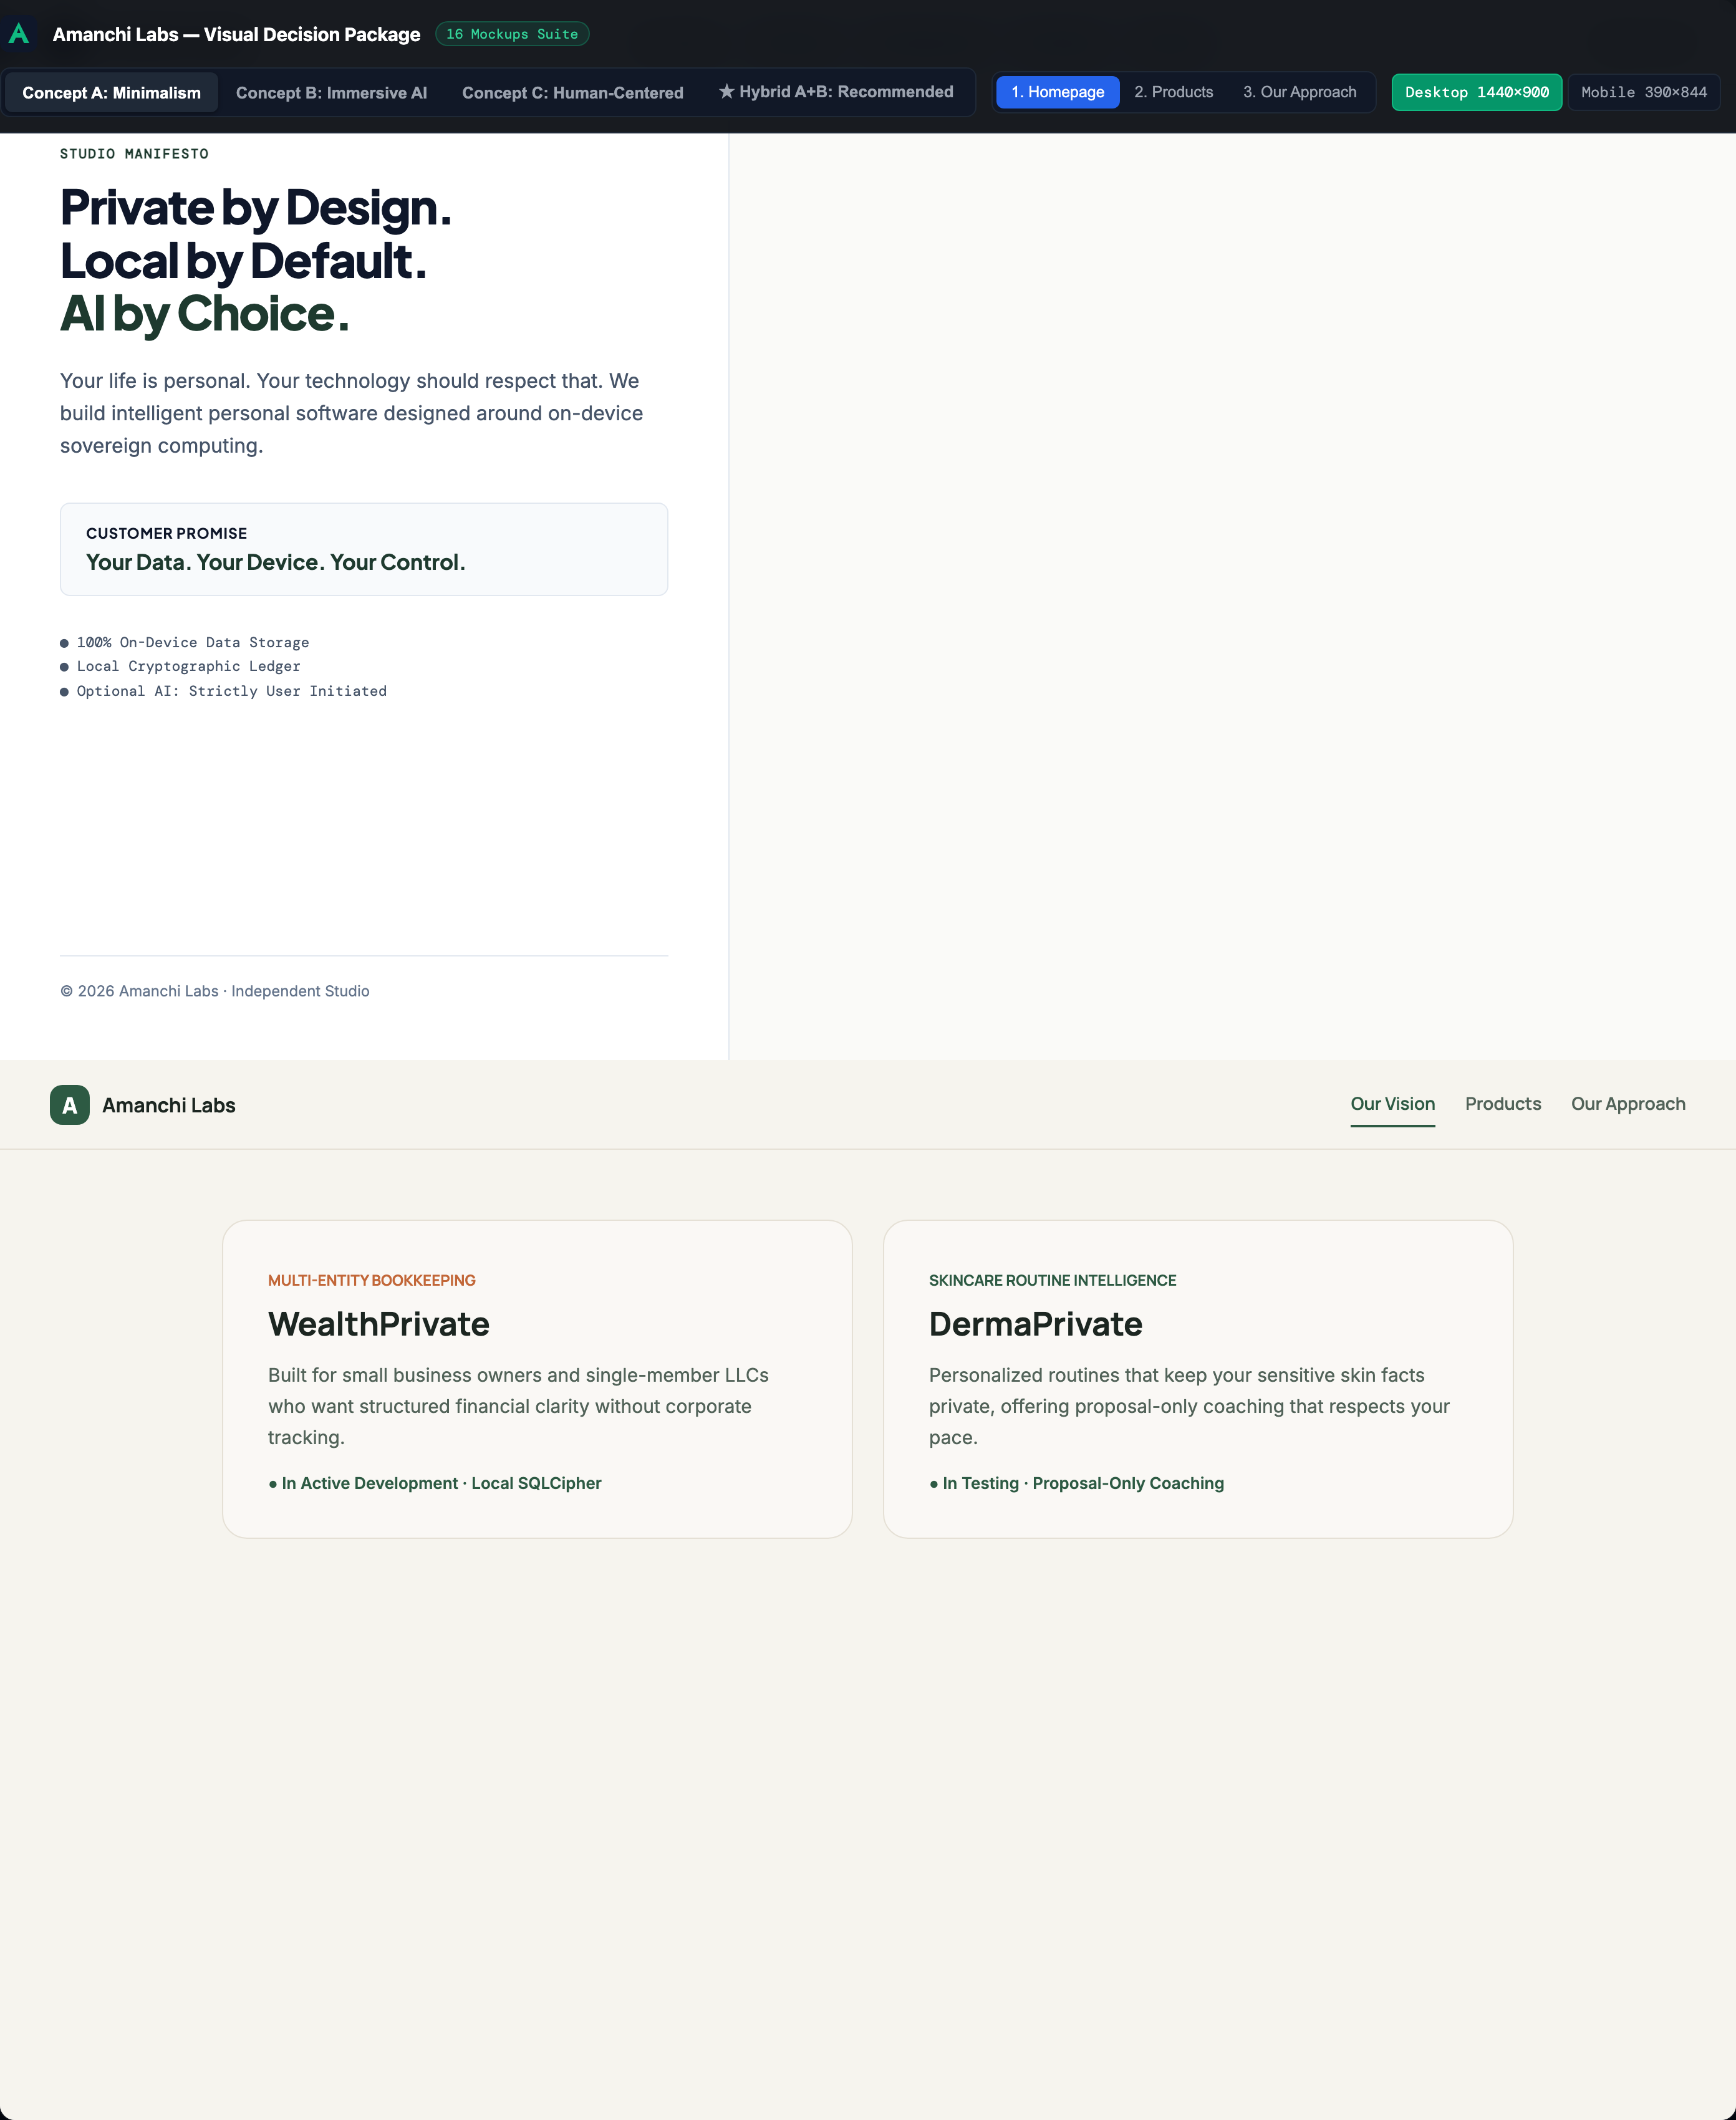 Amanchi Labs — Visual Decision Package
16 Mockups Suite
Concept A: Minimalism
Concept B: Immersive AI
Concept C: Human-Centered
★ Hybrid A+B: Recommended
1. Homepage
2. Products
3. Our Approach
Desktop 1440×900
Mobile 390×844
STUDIO MANIFESTO
Private by Design.
Local by Default.
AI by Choice.
Your life is personal. Your technology should respect that. We
build intelligent personal software designed around on-device
sovereign computing.
CUSTOMER PROMISE
Your Data. Your Device. Your Control.
● 100% On-Device Data Storage
● Local Cryptographic Ledger
● Optional AI: Strictly User Initiated
© 2026 Amanchi Labs · Independent Studio
A
Amanchi Labs
Our Vision
Products
Our Approach
MULTI-ENTITY BOOKKEEPING
WealthPrivate
Built for small business owners and single-member LLCs
who want structured financial clarity without corporate
tracking.
● In Active Development · Local SQLCipher
SKINCARE ROUTINE INTELLIGENCE
DermaPrivate
Personalized routines that keep your sensitive skin facts
private, offering proposal-only coaching that respects your
pace.
● In Testing · Proposal-Only Coaching